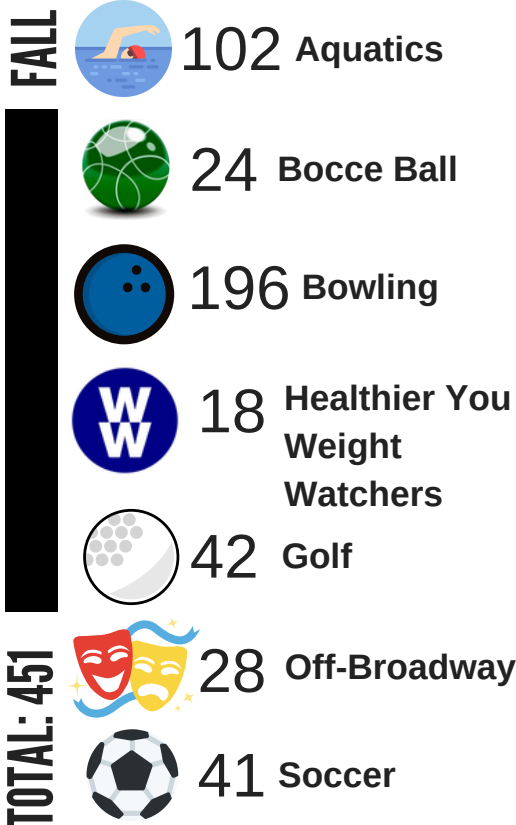 FALL
102 Aquatics
24 Bocce Ball
196 Bowling
W
W
18 Healthier You
Weight
Watchers
42 Golf
28 Off-Broadway
TOTAL: 451
41 Soccer